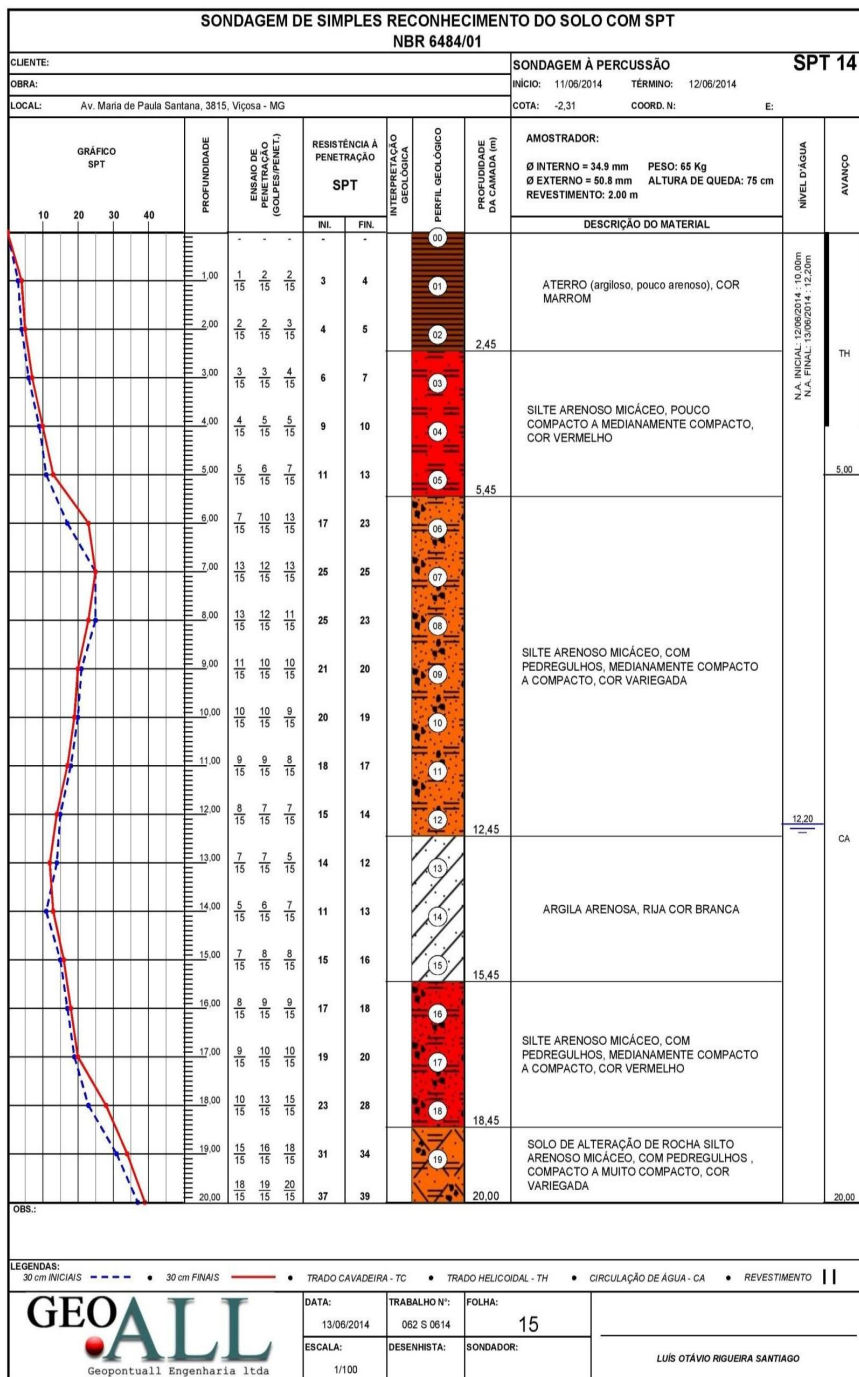 SONDAGEM DE SIMPLES RECONHECIMENTO DO SOLO COM SPT
NBR 6484/01
CLIENTE:
OBRA:
LOCAL: Av. Maria de Paula Santana, 3815, Viçosa - MG
SONDAGEM À PERCUSSÃO SPT 14
INÍCIO: 11/06/2014 TÉRMINO: 12/06/2014
COTA: -2,31 COORD. N: E:
GRÁFICO
SPT
10 20 30 40
PROFUNDIDADE
ENSAIO DE
PENETRAÇÃO
(GOLPES/PENET.)
RESISTÊNCIA À
PENETRAÇÃO
SPT
INI. FIN.
INTERPRETAÇÃO
GEOLÓGICA
PERFIL GEOLÓGICO
PROFUDIDADE
DA CAMADA (m)
AMOSTRADOR:
Ø INTERNO = 34.9 mm PESO: 65 Kg
Ø EXTERNO = 50.8 mm ALTURA DE QUEDA: 75 cm
REVESTIMENTO: 2.00 m
DESCRIÇÃO DO MATERIAL
NÍVEL D'ÁGUA
AVANÇO
- - - - - 00
1,00 1/15 2/15 2/15 3 4 01
2,00 2/15 2/15 3/15 4 5 02
2,45
3,00 3/15 3/15 4/15 6 7 03
4,00 4/15 5/15 5/15 9 10 04
5,00 5/15 6/15 7/15 11 13 05
5,45
6,00 7/15 10/15 13/15 17 23 06
7,00 13/15 12/15 13/15 25 25 07
8,00 13/15 12/15 11/15 25 23 08
9,00 11/15 10/15 10/15 21 20 09
10,00 10/15 10/15 9/15 20 19 10
11,00 9/15 9/15 8/15 18 17 11
12,00 8/15 7/15 7/15 15 14 12
12,45
13,00 7/15 7/15 5/15 14 12 13
14,00 5/15 6/15 7/15 11 13 14
15,00 7/15 8/15 8/15 15 16 15
15,45
16,00 8/15 9/15 9/15 17 18 16
17,00 9/15 10/15 10/15 19 20 17
18,00 10/15 13/15 15/15 23 28 18
18,45
19,00 15/15 16/15 18/15 31 34 19
20,00 18/15 19/15 20/15 37 39
20,00
ATERRO (argiloso, pouco arenoso), COR
MARROM
SILTE ARENOSO MICÁCEO, POUCO
COMPACTO A MEDIANAMENTE COMPACTO,
COR VERMELHO
SILTE ARENOSO MICÁCEO, COM
PEDREGULHOS, MEDIANAMENTE COMPACTO
A COMPACTO, COR VARIEGADA
ARGILA ARENOSA, RIJA COR BRANCA
SILTE ARENOSO MICÁCEO, COM
PEDREGULHOS, MEDIANAMENTE COMPACTO
A COMPACTO, COR VERMELHO
SOLO DE ALTERAÇÃO DE ROCHA SILTO
ARENOSO MICÁCEO, COM PEDREGULHOS ,
COMPACTO A MUITO COMPACTO, COR
VARIEGADA
N.A. INICIAL: 12/06/2014 : 10,00m
N.A. FINAL: 13/06/2014 : 12,20m
12,20
TH
5,00
CA
20,00
OBS.:
LEGENDAS:
30 cm INICIAIS • 30 cm FINAIS • TRADO CAVADEIRA - TC • TRADO HELICOIDAL - TH • CIRCULAÇÃO DE ÁGUA - CA • REVESTIMENTO
GEO ALL
Geopontuall Engenharia ltda
DATA:
13/06/2014
TRABALHO Nº:
062 S 0614
FOLHA:
15
ESCALA:
1/100
DESENHISTA:
SONDADOR:
LUÍS OTÁVIO RIGUEIRA SANTIAGO